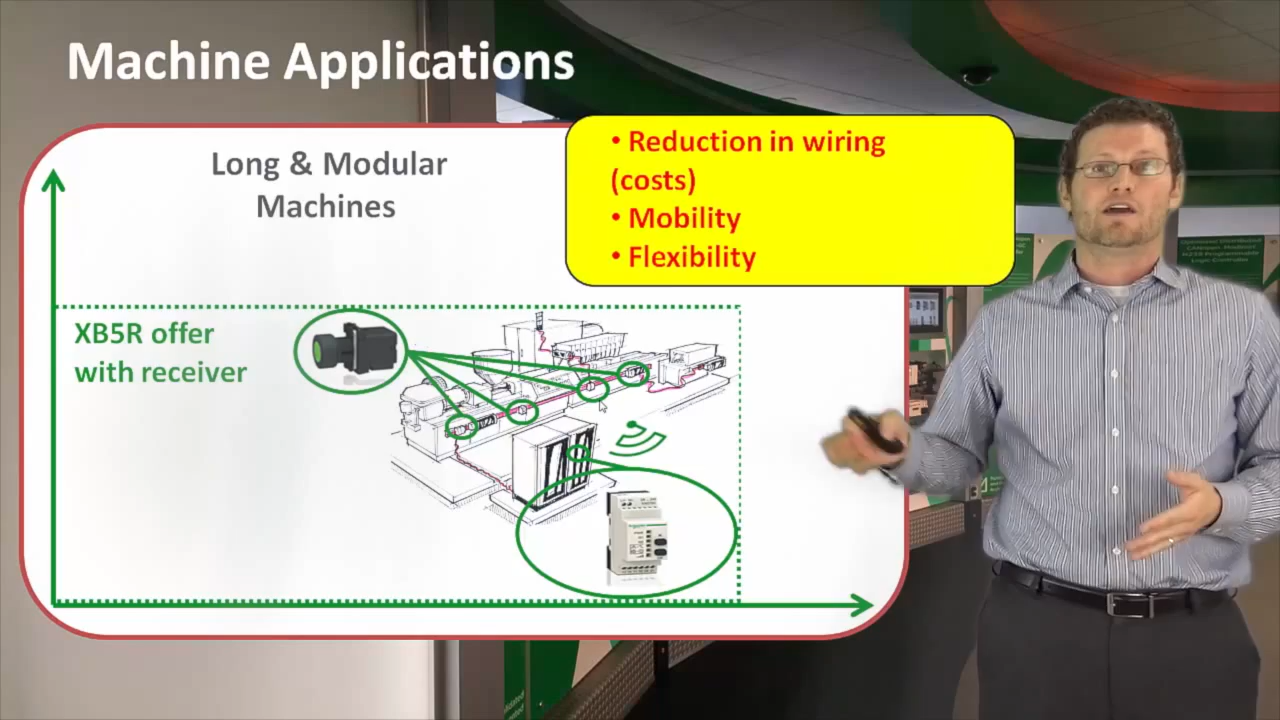 Machine Applications
Long & Modular
Machines
• Reduction in wiring
(costs)
• Mobility
• Flexibility
XB5R offer
with receiver